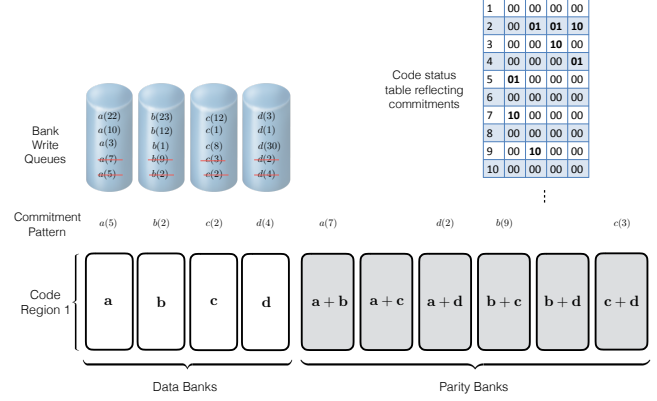 1 00 00 00 00
2 00 01 01 10
3 00 00 10 00
4 00 00 00 01
5 01 00 00 00
6 00 00 00 00
7 10 00 00 00
8 00 00 00 00
9 00 10 00 00
10 00 00 00 00
Code status
table reflecting
commitments
Bank
Write
Queues
a(22) b(23) c(12) d(3)
a(10) b(12) c(1) d(1)
a(3) b(1) c(8) d(30)
a(7) b(9) c(3) d(2)
a(5) b(2) c(2) d(4)
Commitment
Pattern
a(5) b(2) c(2) d(4) a(7) d(2) b(9) c(3)
Code
Region 1
a b c d a + b a + c a + d b + c b + d c + d
Data Banks
Parity Banks